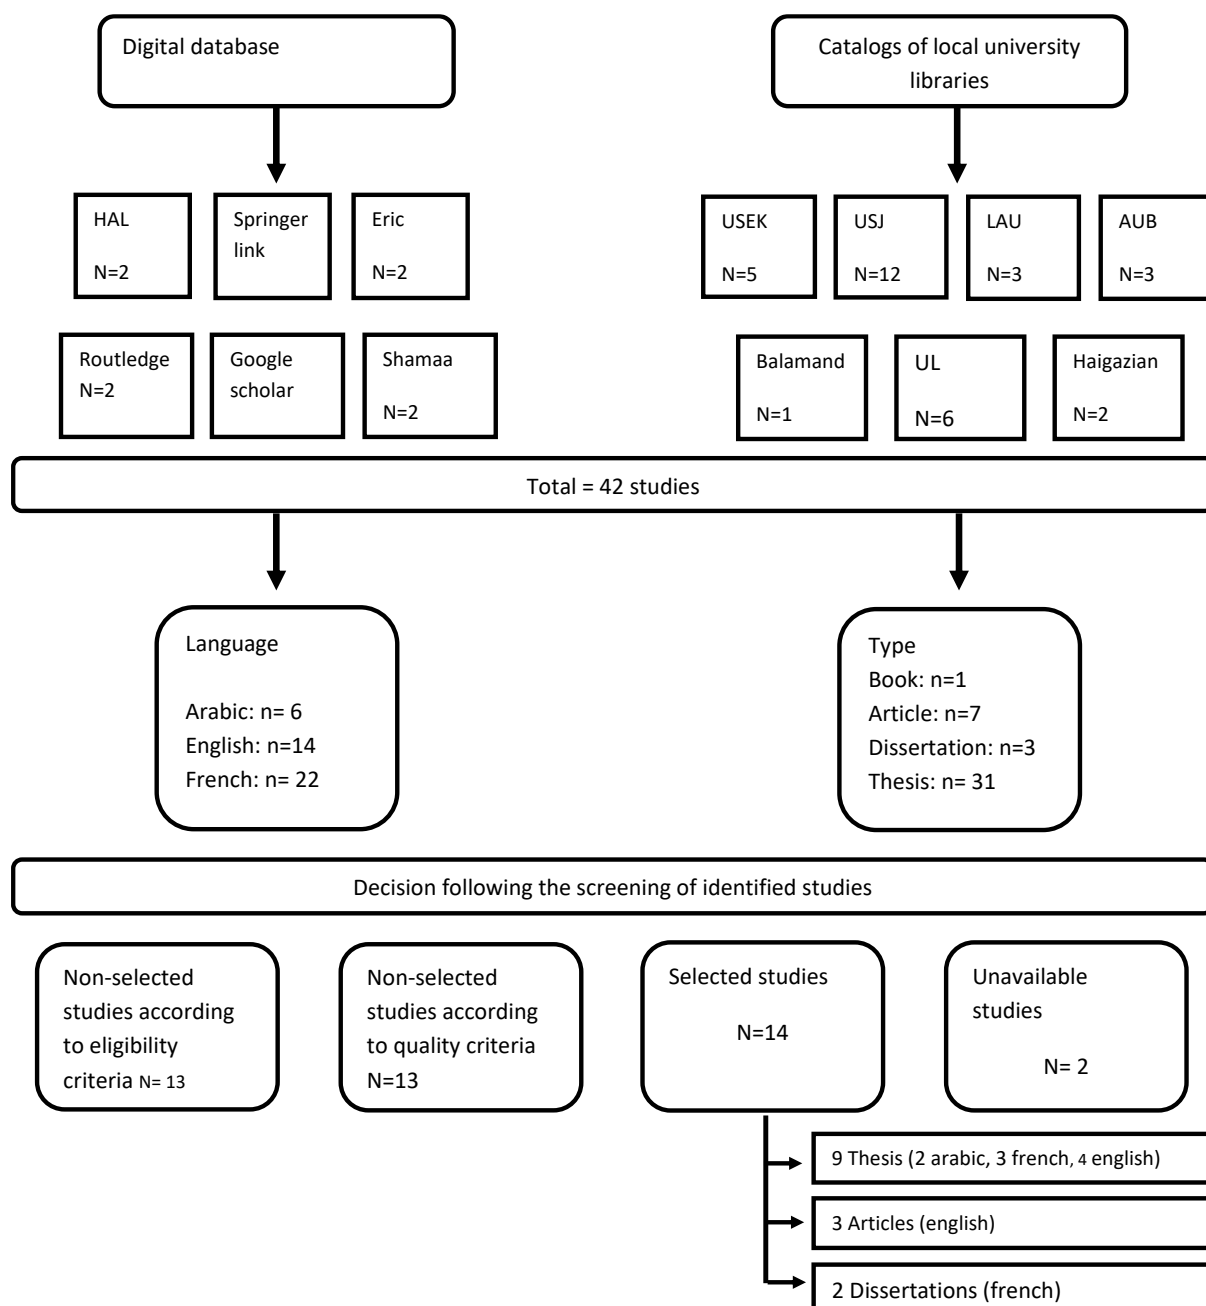 Digital database
Catalogs of local university
libraries
HAL
N=2
Springer
link
Eric
N=2
USEK
N=5
USJ
N=12
LAU
N=3
AUB
N=3
Routledge
N=2
Google
scholar
Shamaa
N=2
Balamand
N=1
UL
N=6
Haigazian
N=2
Total = 42 studies
Language
Arabic: n= 6
English: n=14
French: n= 22
Type
Book: n=1
Article: n=7
Dissertation: n=3
Thesis: n= 31
Decision following the screening of identified studies
Non-selected
studies according
to eligibility
criteria N= 13
Non-selected
studies according
to quality criteria
N=13
Selected studies
N=14
Unavailable
studies
N= 2
9 Thesis (2 arabic, 3 french, 4 english)
3 Articles (english)
2 Dissertations (french)